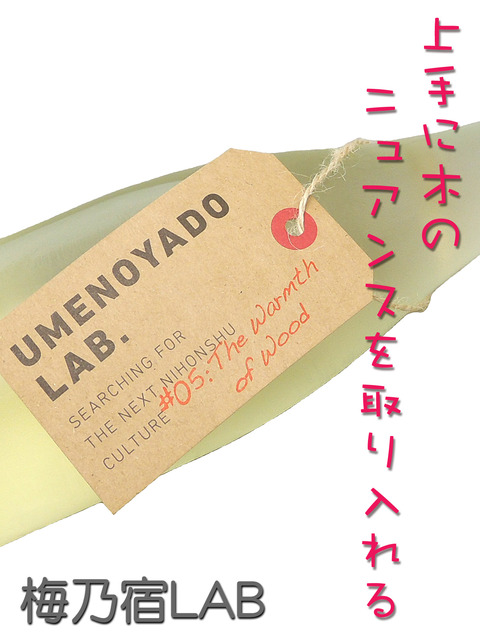 上手に木の
ニュアンスを取り入れる
UMENOYADO
LAB.
SEARCHING FOR
THE NEXT NIHONSHU
CULTURE
#05: The Warmth
of Wood
梅乃宿LAB